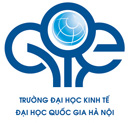 TRƯỜNG ĐẠI HỌC KINH TẾ
ĐẠI HỌC QUỐC GIA HÀ NỘI